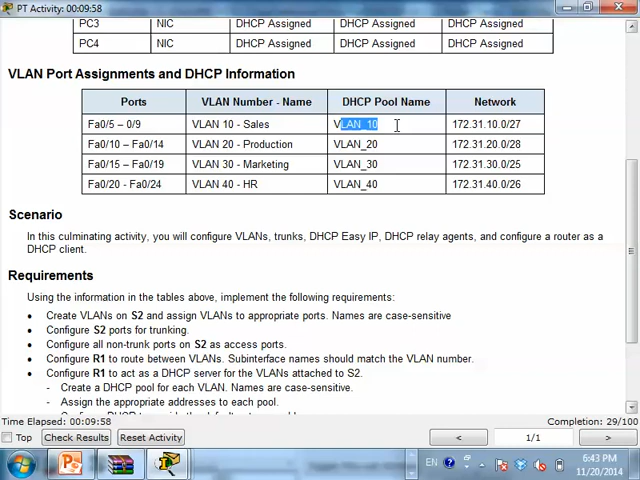 PT Activity: 00:09:58
PC3 NIC DHCP Assigned DHCP Assigned DHCP Assigned
PC4 NIC DHCP Assigned DHCP Assigned DHCP Assigned
VLAN Port Assignments and DHCP Information
Ports VLAN Number - Name DHCP Pool Name Network
Fa0/5 – 0/9 VLAN 10 - Sales VLAN_10 172.31.10.0/27
Fa0/10 – Fa0/14 VLAN 20 - Production VLAN_20 172.31.20.0/28
Fa0/15 – Fa0/19 VLAN 30 - Marketing VLAN_30 172.31.30.0/24
Fa0/20 - Fa0/24 VLAN 40 - HR VLAN_40 172.31.40.0/26
Scenario
In this culminating activity, you will configure VLANs, trunks, DHCP Easy IP, DHCP relay agents, and configure a router as a
DHCP client.
Requirements
Using the information in the tables above, implement the following requirements:
• Create VLANs on S2 and assign VLANs to appropriate ports. Names are case-sensitive
• Configure S2 ports for trunking.
• Configure all non-trunk ports on S2 as access ports.
• Configure R1 to route between VLANs. Subinterface names should match the VLAN number.
• Configure R1 to act as a DHCP server for the VLANs attached to S2.
- Create a DHCP pool for each VLAN. Names are case-sensitive.
- Assign the appropriate addresses to each pool.
Time Elapsed: 00:09:58 Completion: 29/100
Top Check Results Reset Activity < 1/1 >
EN 6:43 PM
11/20/2014